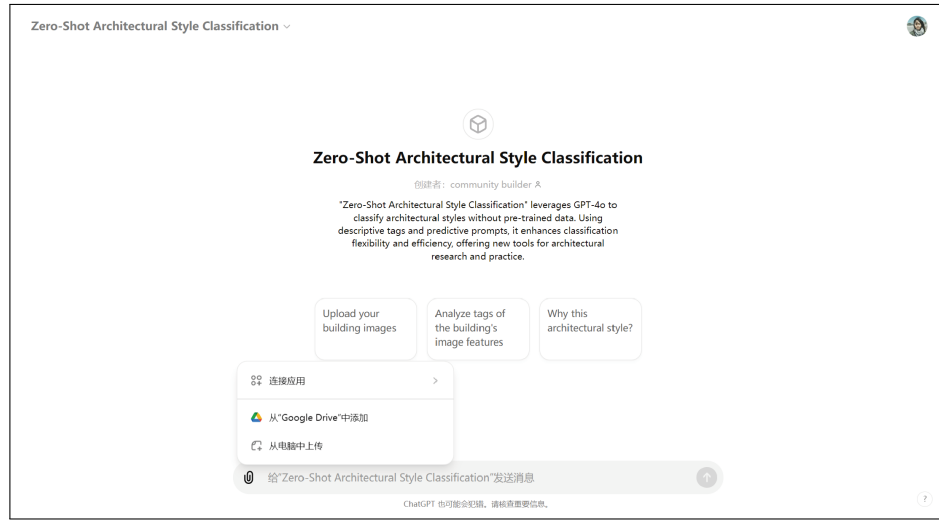 Zero-Shot Architectural Style Classification
Zero-Shot Architectural Style Classification
创建者：community builder
"Zero-Shot Architectural Style Classification" leverages GPT-4o to
classify architectural styles without pre-trained data. Using
descriptive tags and predictive prompts, it enhances classification
flexibility and efficiency, offering new tools for architectural
research and practice.
Upload your
building images
Analyze tags of
the building's
image features
Why this
architectural style?
连接应用
从"Google Drive"中添加
从电脑中上传
给"Zero-Shot Architectural Style Classification"发送消息
ChatGPT 也可能会犯错。请核查重要信息。
?